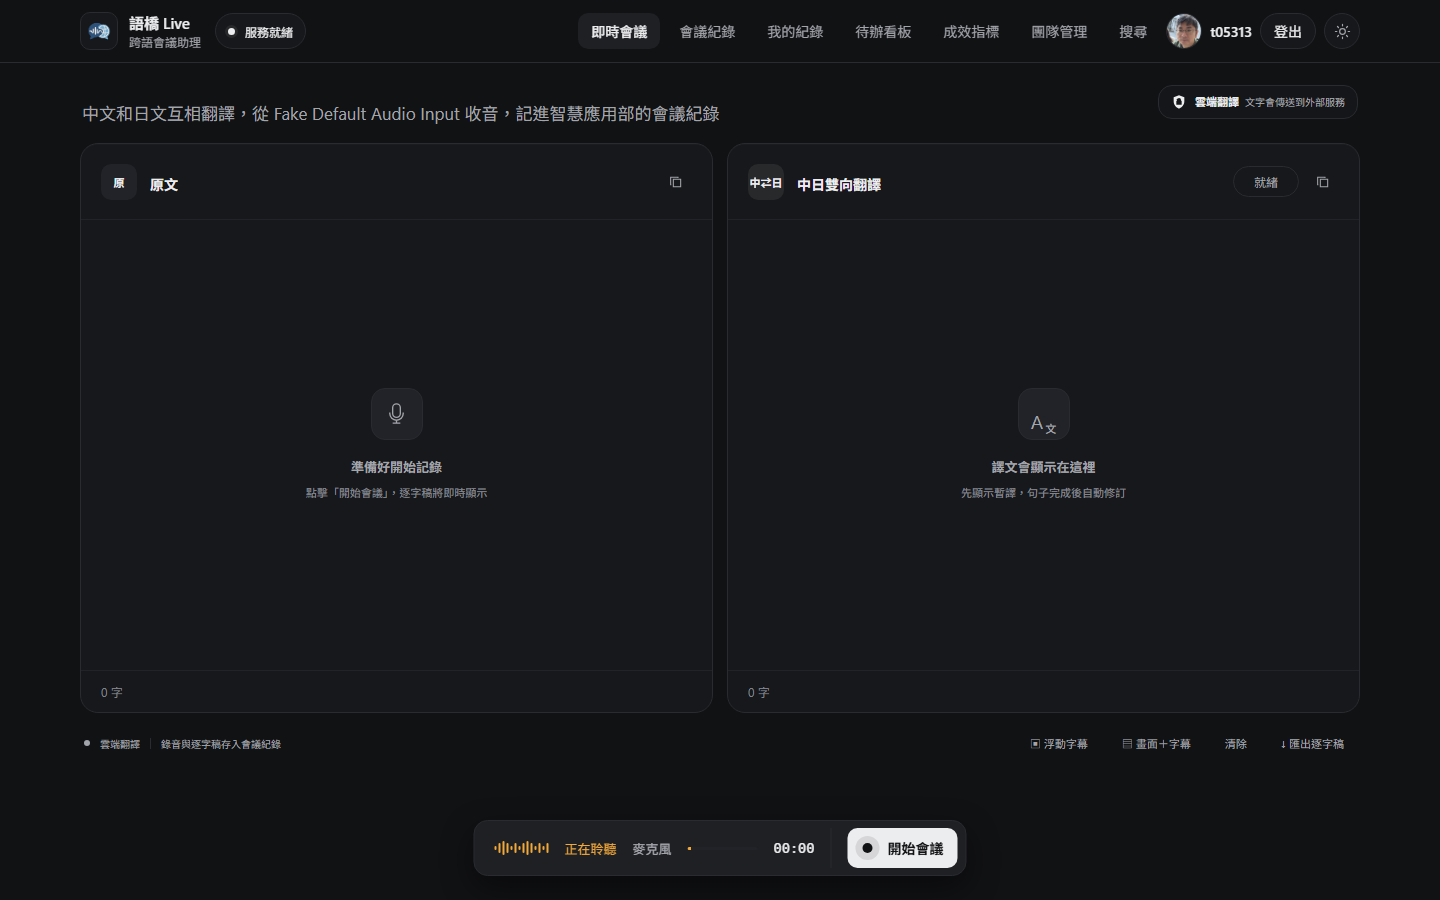 語橋 Live
跨語會議助理
服務就緒
即時會議
會議紀錄
我的紀錄
待辦看板
成效指標
團隊管理
搜尋
t05313
登出
中文和日文互相翻譯，從 Fake Default Audio Input 收音，記進智慧應用部的會議紀錄
雲端翻譯 文字會傳送到外部服務
原 原文
中⇄日 中日雙向翻譯
就緒
準備好開始記錄
點擊「開始會議」，逐字稿將即時顯示
A文
譯文會顯示在這裡
先顯示暫譯，句子完成後自動修訂
0 字
0 字
雲端翻譯
錄音與逐字稿存入會議紀錄
浮動字幕
畫面＋字幕
清除
↓ 匯出逐字稿
正在聆聽
麥克風
00:00
開始會議